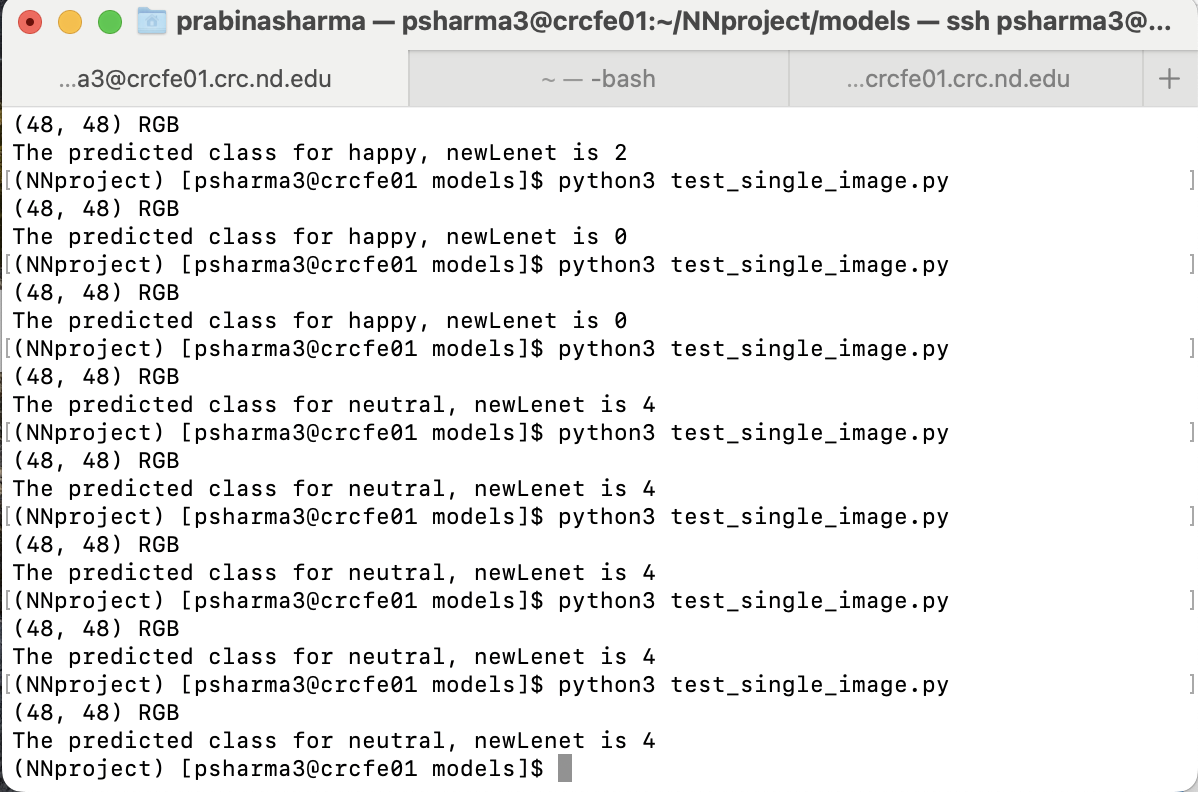 prabinasharma — psharma3@crcfe01:~/NNproject/models — ssh psharma3@...
...a3@crcfe01.crc.nd.edu
~ — -bash
...crcfe01.crc.nd.edu
+
(48, 48) RGB
The predicted class for happy, newLenet is 2
[(NNproject) [psharma3@crcfe01 models]$ python3 test_single_image.py ]
(48, 48) RGB
The predicted class for happy, newLenet is 0
[(NNproject) [psharma3@crcfe01 models]$ python3 test_single_image.py ]
(48, 48) RGB
The predicted class for happy, newLenet is 0
[(NNproject) [psharma3@crcfe01 models]$ python3 test_single_image.py ]
(48, 48) RGB
The predicted class for neutral, newLenet is 4
[(NNproject) [psharma3@crcfe01 models]$ python3 test_single_image.py ]
(48, 48) RGB
The predicted class for neutral, newLenet is 4
[(NNproject) [psharma3@crcfe01 models]$ python3 test_single_image.py ]
(48, 48) RGB
The predicted class for neutral, newLenet is 4
[(NNproject) [psharma3@crcfe01 models]$ python3 test_single_image.py ]
(48, 48) RGB
The predicted class for neutral, newLenet is 4
[(NNproject) [psharma3@crcfe01 models]$ python3 test_single_image.py ]
(48, 48) RGB
The predicted class for neutral, newLenet is 4
(NNproject) [psharma3@crcfe01 models]$